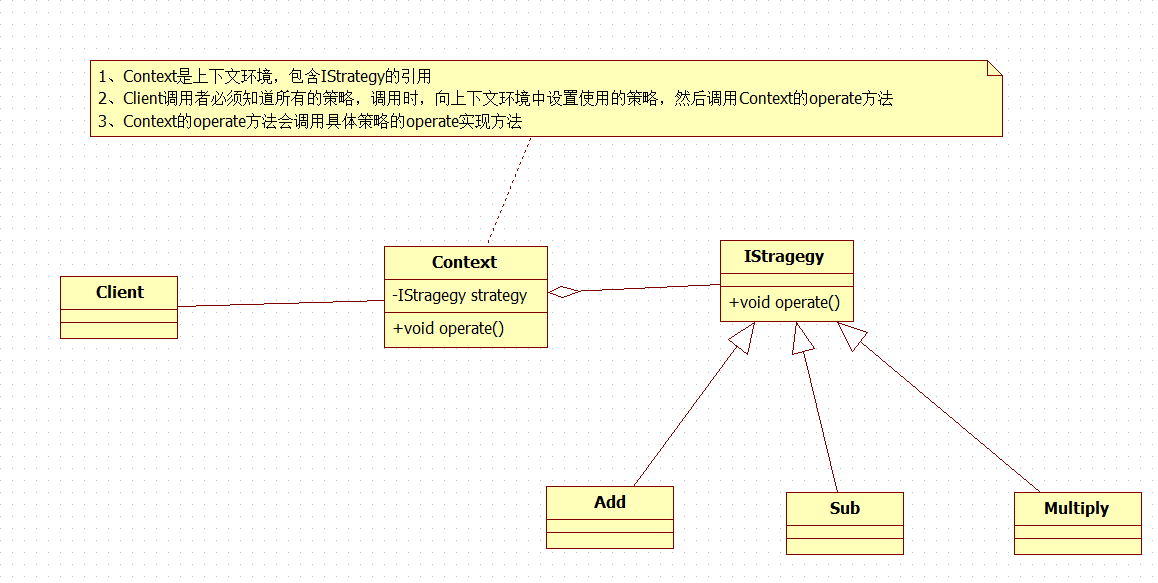 1、Context是上下文环境，包含IStrategy的引用
2、Client调用者必须知道所有的策略，调用时，向上下文环境中设置使用的策略，然后调用Context的operate方法
3、Context的operate方法会调用具体策略的operate实现方法
Client
Context
-IStragegy strategy
+void operate()
IStragegy
+void operate()
Add
Sub
Multiply